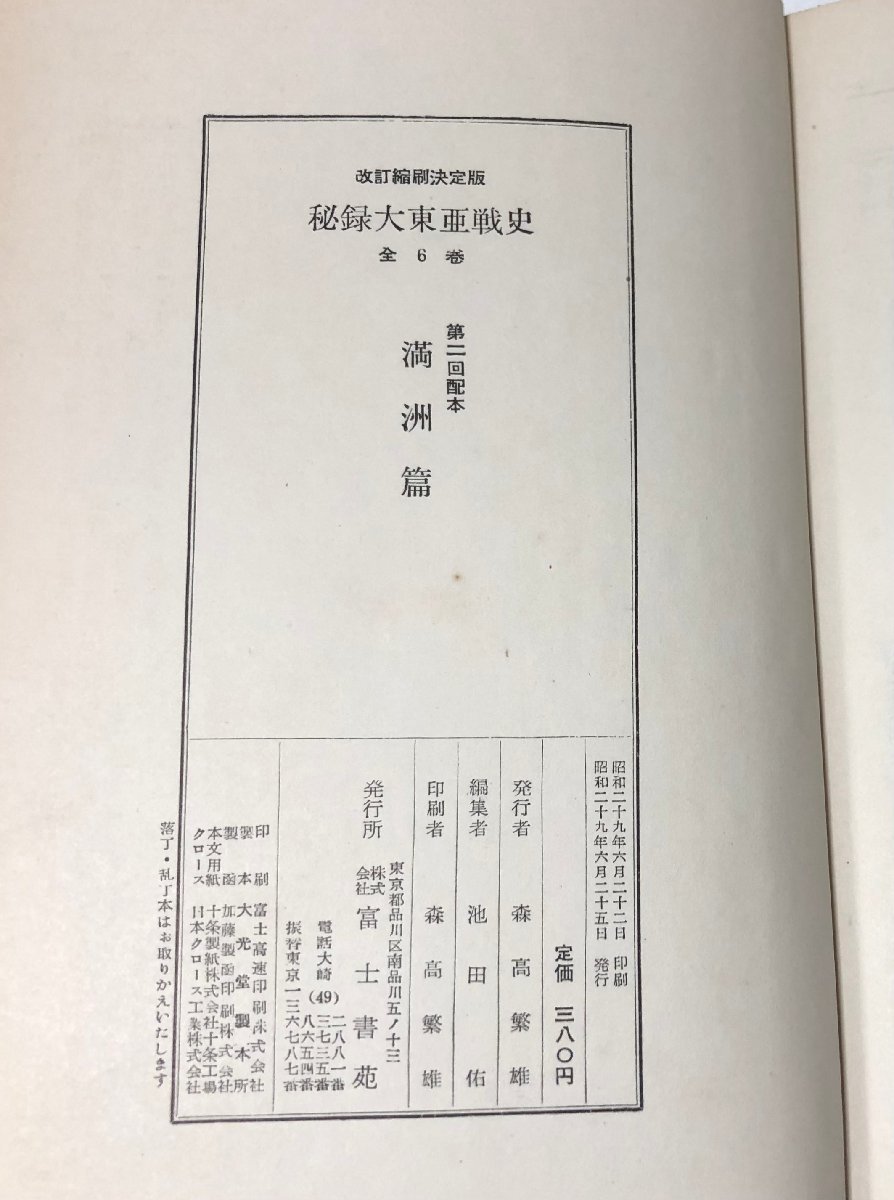 改訂縮刷決定版
秘録大東亜戦史
全6巻
第二回配本
満洲篇
昭和二十九年六月二十二日 印刷
昭和二十九年六月二十五日 発行
定価 三八〇円
発行者 森高繁雄
編集者 池田佑
印刷者 森高繁雄
東京都品川区南品川五ノ十三
発行所 株式会社 富士書苑
電話大崎(49)二八八一番
三七三五番
八六五四番
振替東京一三六七八七番
印刷 富士高速印刷株式会社
製本 大光堂製本所
製函 加藤製函印刷株式会社
本文用紙 十条製紙株式会社十条工場
クロース 日本クロース工業株式会社
落丁・乱丁本はお取りかえいたします